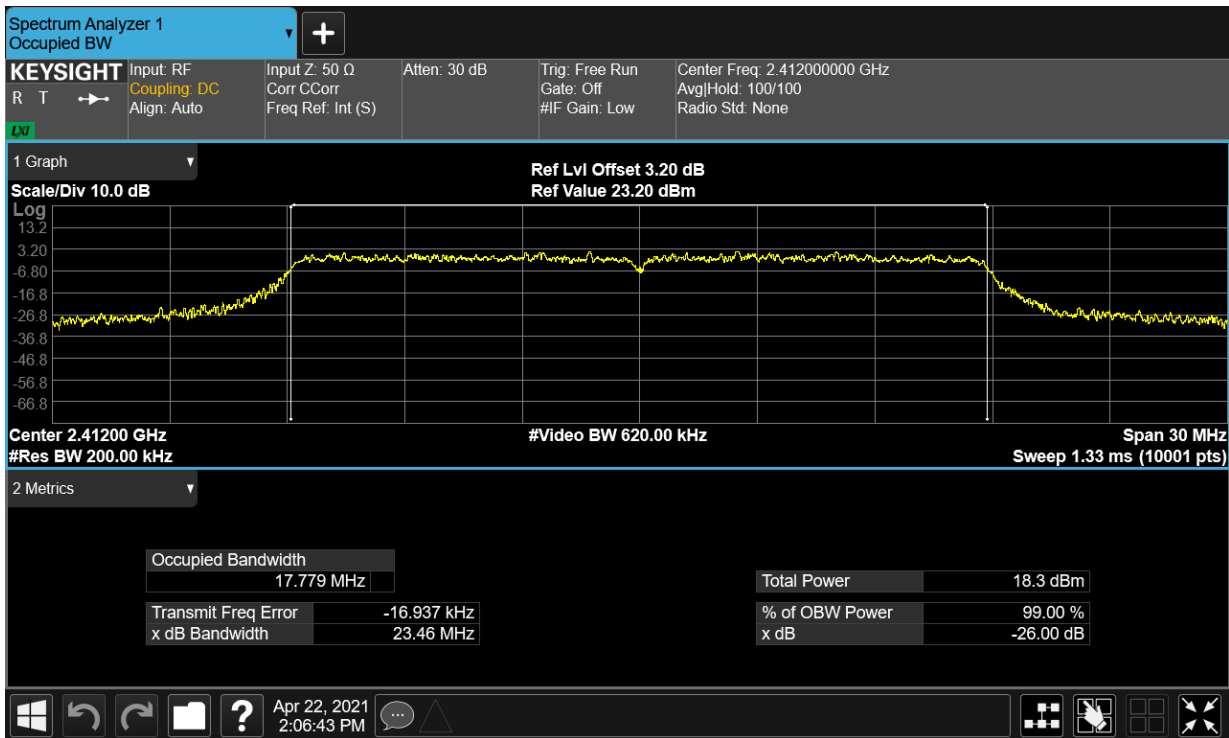 Spectrum Analyzer 1
Occupied BW
▼
+
KEYSIGHT
R T
LXI
Input: RF
Coupling: DC
Align: Auto
Input Z: 50 Ω
Corr CCorr
Freq Ref: Int (S)
Atten: 30 dB
Trig: Free Run
Gate: Off
#IF Gain: Low
Center Freq: 2.412000000 GHz
Avg|Hold: 100/100
Radio Std: None
1 Graph
▼
Scale/Div 10.0 dB
Ref Lvl Offset 3.20 dB
Ref Value 23.20 dBm
Log
13.2
3.20
-6.80
-16.8
-26.8
-36.8
-46.8
-56.8
-66.8
Center 2.41200 GHz
#Res BW 200.00 kHz
#Video BW 620.00 kHz
Span 30 MHz
Sweep 1.33 ms (10001 pts)
2 Metrics
▼
Occupied Bandwidth
17.779 MHz
Transmit Freq Error -16.937 kHz
x dB Bandwidth 23.46 MHz
Total Power 18.3 dBm
% of OBW Power 99.00 %
x dB -26.00 dB
?
Apr 22, 2021
2:06:43 PM